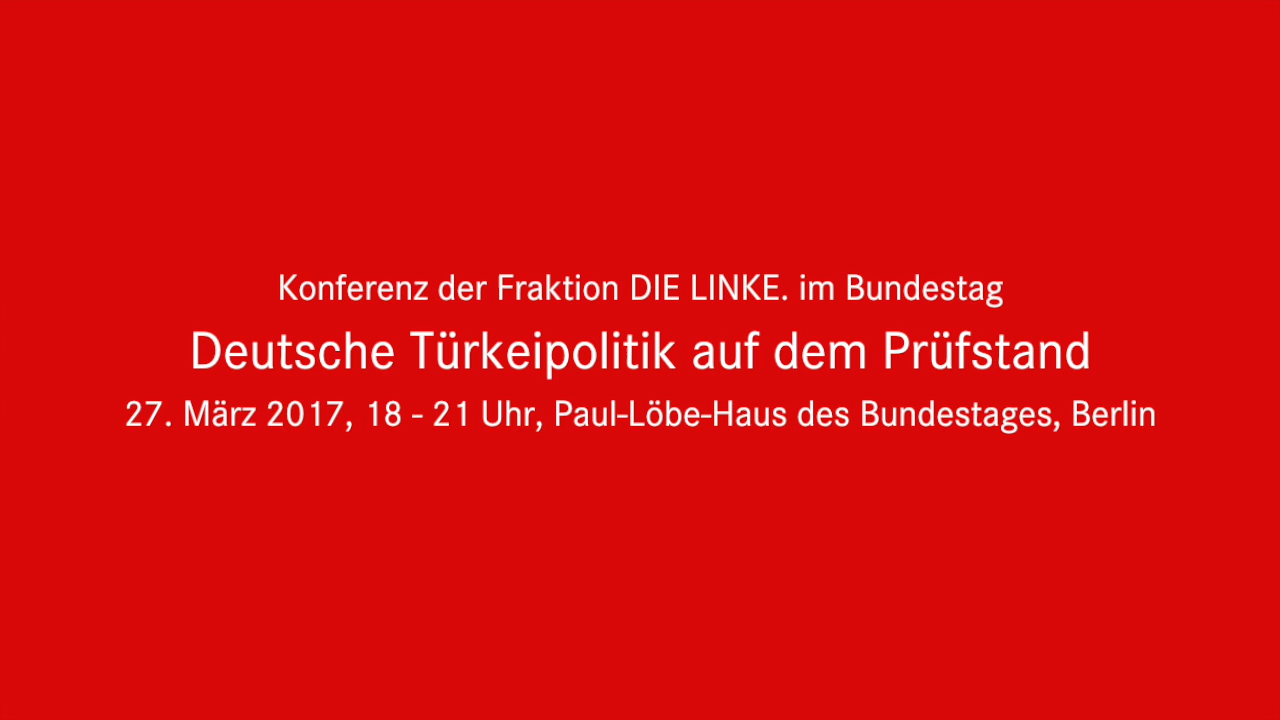 Konferenz der Fraktion DIE LINKE. im Bundestag
Deutsche Türkeipolitik auf dem Prüfstand
27. März 2017, 18 - 21 Uhr, Paul-Löbe-Haus des Bundestages, Berlin